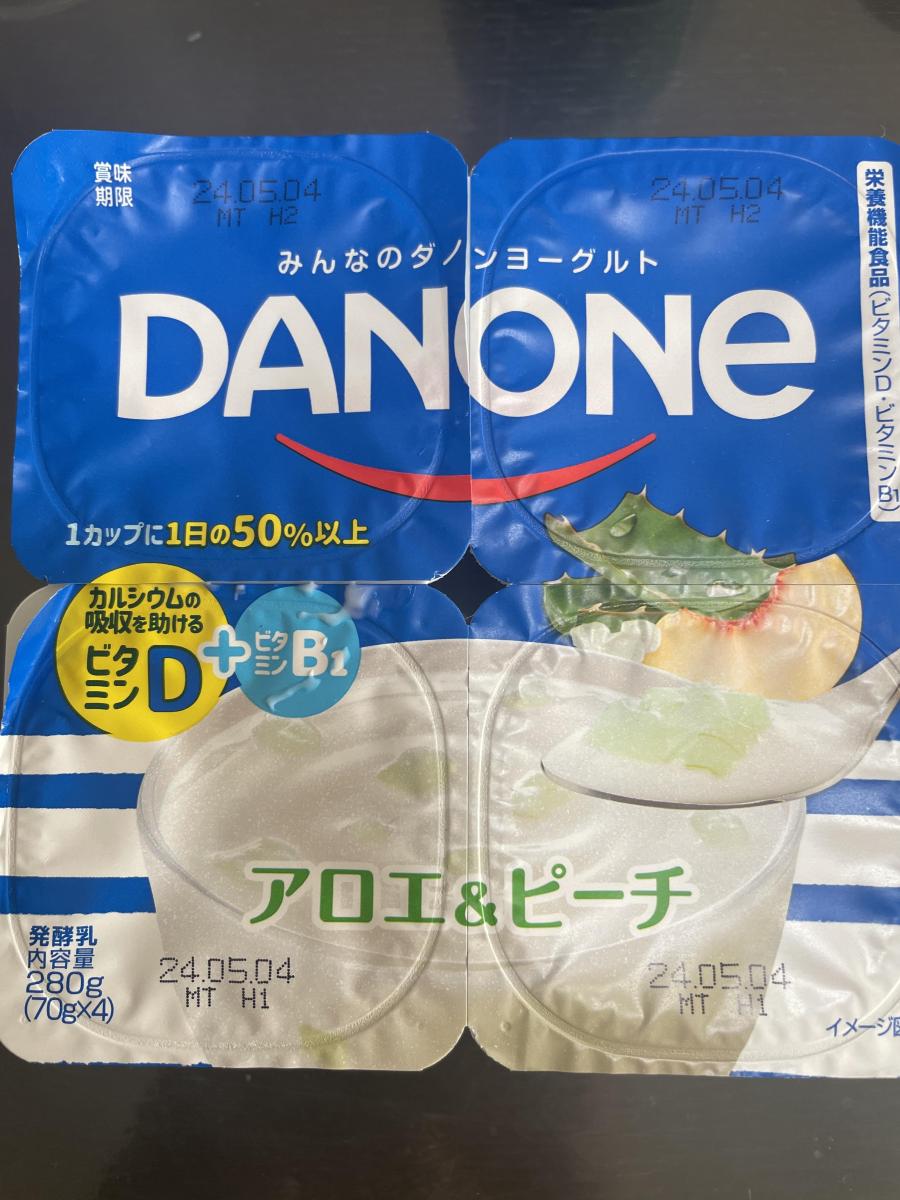 賞味
期限
24.05.04
MT H2
24.05.04
MT H2
みんなのダノンヨーグルト
DANONe
栄養機能食品(ビタミンD・ビタミンB1)
1カップに1日の50%以上
カルシウムの
吸収を助ける
ビタ
ミンD
+
ビタ
ミンB1
アロエ&ピーチ
発酵乳
内容量
280g
(70g×4)
24.05.04
MT H1
24.05.04
MT H1
イメージ図